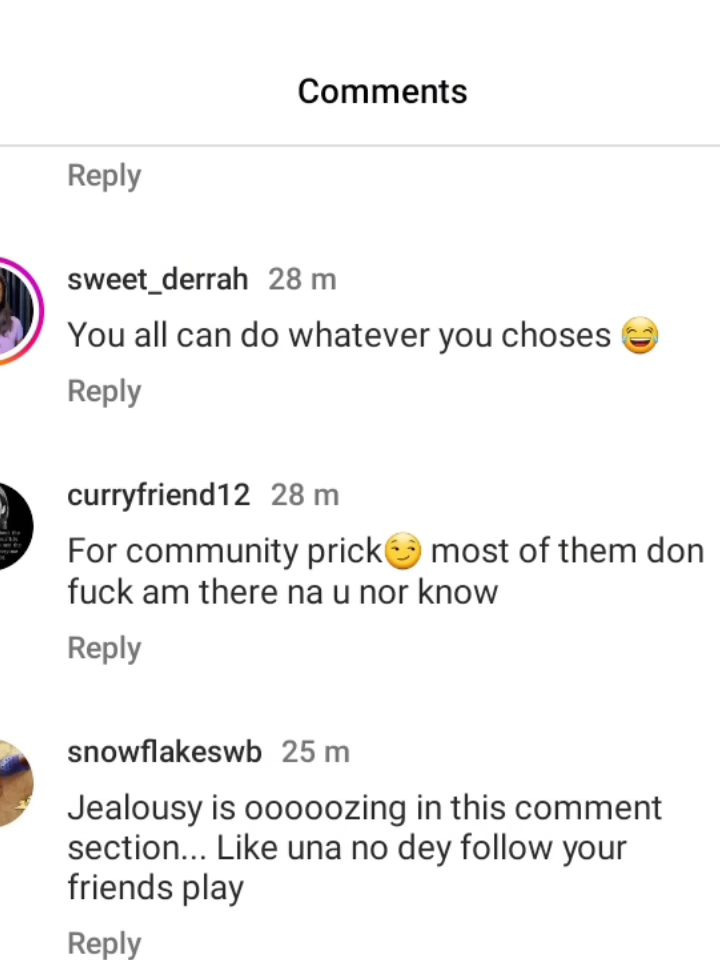 Comments
Reply
sweet_derrah 28 m
You all can do whatever you choses 😂
Reply
curryfriend12 28 m
For community prick😏 most of them don
fuck am there na u nor know
Reply
snowflakeswb 25 m
Jealousy is ooooozing in this comment
section... Like una no dey follow your
friends play
Reply